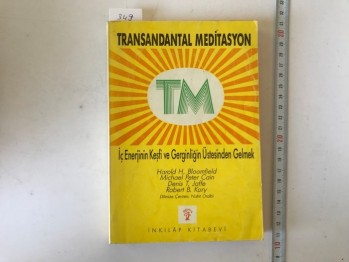 349
TRANSANDANTAL MEDİTASYON
TM
İç Enerjinin Keşfi ve Gerginliğin Üstesinden Gelmek
Harold H. Bloomfield
Michael Peter Cain
Denis T. Jaffe
Robert B. Kory
İNKILÂP KİTABEVİ